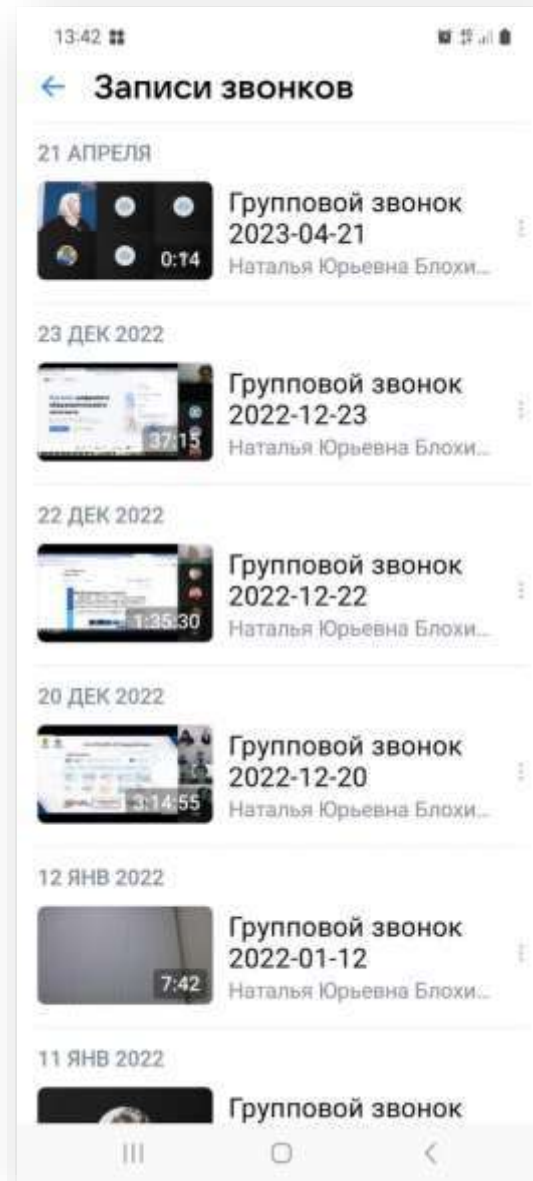 13:42
Записи звонков
21 АПРЕЛЯ
0:14
Групповой звонок
2023-04-21
Наталья Юрьевна Блохи...
23 ДЕК 2022
37:15
Групповой звонок
2022-12-23
Наталья Юрьевна Блохи...
22 ДЕК 2022
1:35:30
Групповой звонок
2022-12-22
Наталья Юрьевна Блохи...
20 ДЕК 2022
3:14:55
Групповой звонок
2022-12-20
Наталья Юрьевна Блохи...
12 ЯНВ 2022
7:42
Групповой звонок
2022-01-12
Наталья Юрьевна Блохи...
11 ЯНВ 2022
Групповой звонок